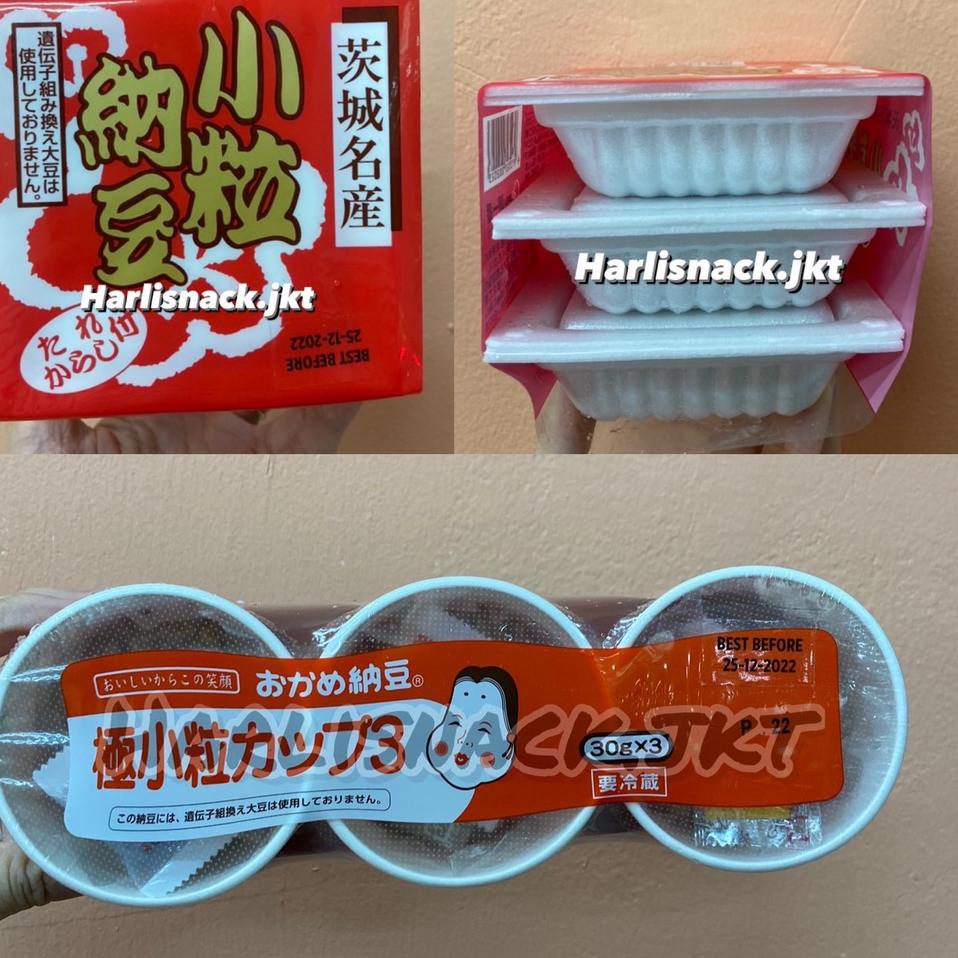 茨城名産
小粒
納豆
遺伝子組み換え大豆は
使用しておりません。
Harlisnack.jkt
たれ
からし付
BEST BEFORE
25-12-2022
Harlisnack.jkt
おいしいからこの笑顔
おかめ納豆®
極小粒カップ3
この納豆には、遺伝子組換え大豆は使用しておりません。
30g×3
要冷蔵
BEST BEFORE
25-12-2022
HARLISNACK.JKT